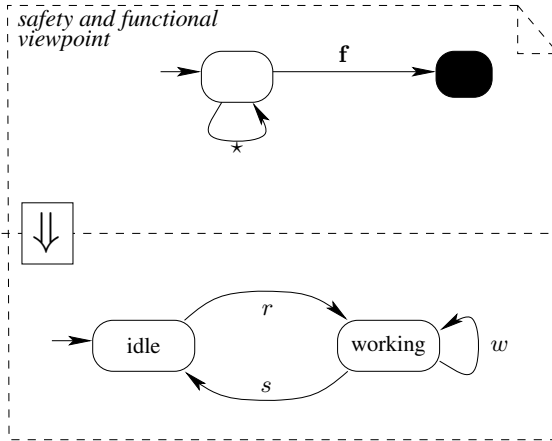 safety and functional
viewpoint
f
⋆
⇓
r
idle
working
w
s